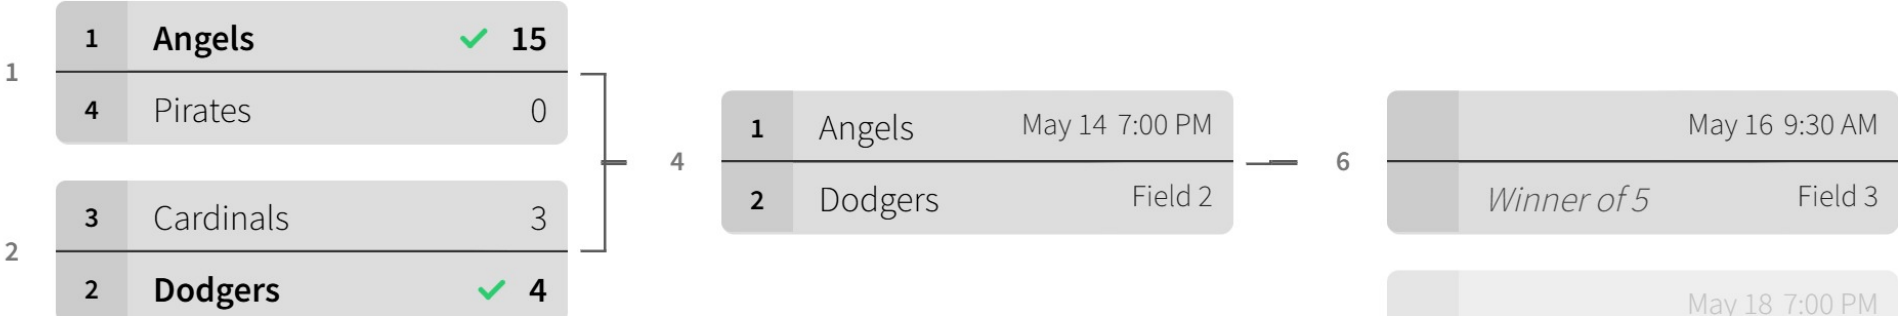 1
1 Angels 15
4 Pirates 0
2
3 Cardinals 3
2 Dodgers 4
4
1 Angels May 14 7:00 PM
2 Dodgers Field 2
6
May 16 9:30 AM
Winner of 5 Field 3
May 18 7:00 PM